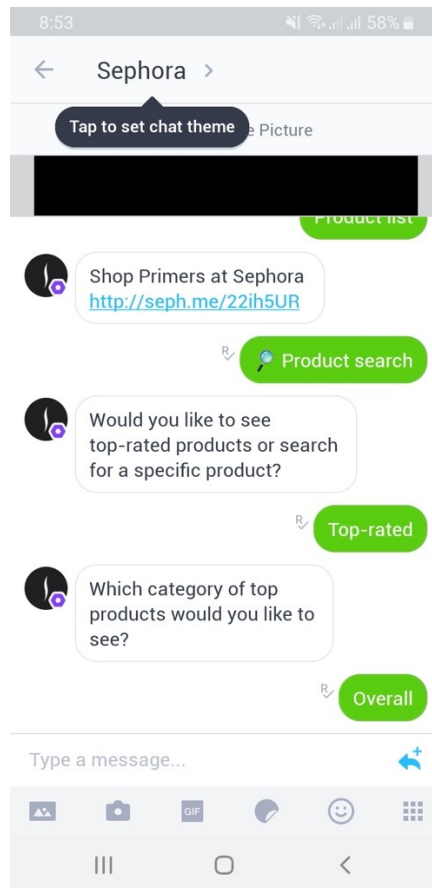 8:53
58%
Sephora >
Tap to set chat theme
e Picture
Product list
Shop Primers at Sephora
http://seph.me/22ih5UR
R
Product search
Would you like to see
top-rated products or search
for a specific product?
R
Top-rated
Which category of top
products would you like to
see?
R
Overall
Type a message...
GIF